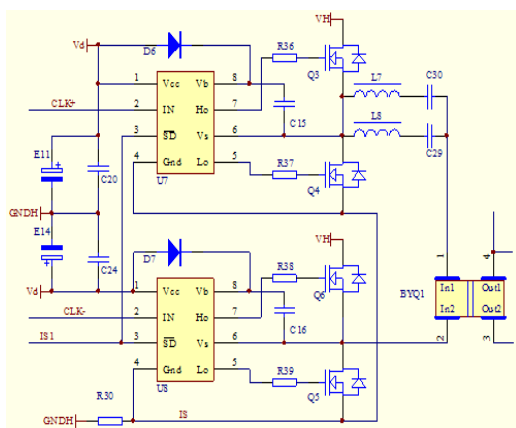 VH
Vd
D6
R36
Q3
1 Vcc Vb 8
L7
C30
CLK+
2 IN Ho 7
C15
3 SD Vs 6
L8
C29
E11
4 Gnd Lo 5
R37
Q4
C20
U7
GNDH
E14
VH
D7
R38
Q6
C24
Vd
1 Vcc Vb 8
1
4
BYQ1
In1 Out1
In2 Out2
CLK-
2 IN Ho 7
C16
IS1
3 SD Vs 6
2
3
4 Gnd Lo 5
R39
Q5
U8
R30
GNDH
IS